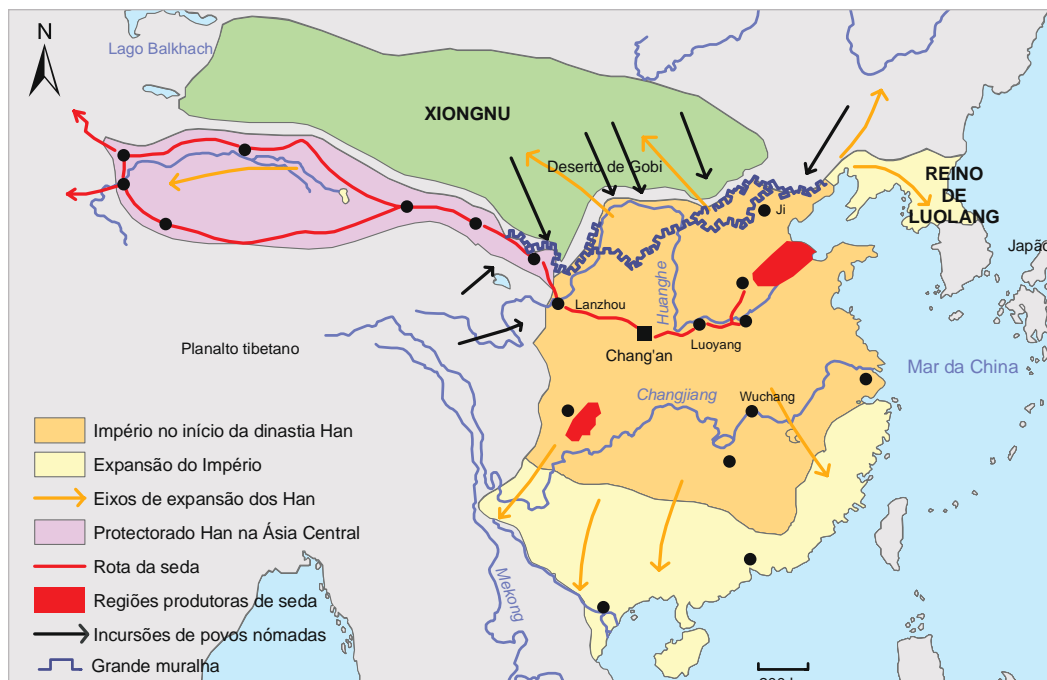 N
Lago Balkhach
XIONGNU
Deserto de Gobi
REINO
DE
LUOLANG
Ji
Japão
Huanghe
Lanzhou
Luoyang
Chang'an
Planalto tibetano
Mar da China
Changjiang
Wuchang
Mekong
Império no início da dinastia Han
Expansão do Império
Eixos de expansão dos Han
Protectorado Han na Ásia Central
Rota da seda
Regiões produtoras de seda
Incursões de povos nómadas
Grande muralha